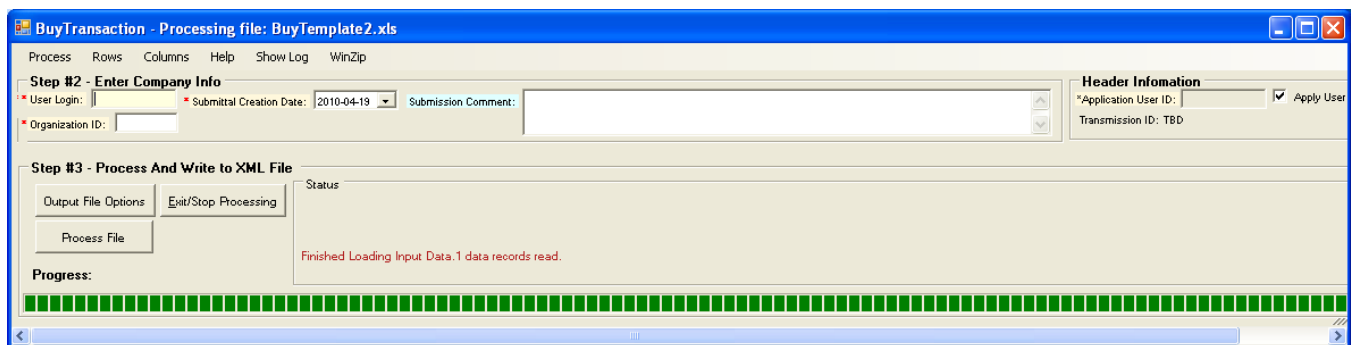 BuyTransaction - Processing file: BuyTemplate2.xls
Process Rows Columns Help Show Log WinZip
Step #2 - Enter Company Info
* User Login:
* Submittal Creation Date: 2010-04-19
Submission Comment:
* Organization ID:
Header Infomation
*Application User ID:
Apply User
Transmission ID: TBD
Step #3 - Process And Write to XML File
Output File Options
Exit/Stop Processing
Process File
Status
Finished Loading Input Data.1 data records read.
Progress: